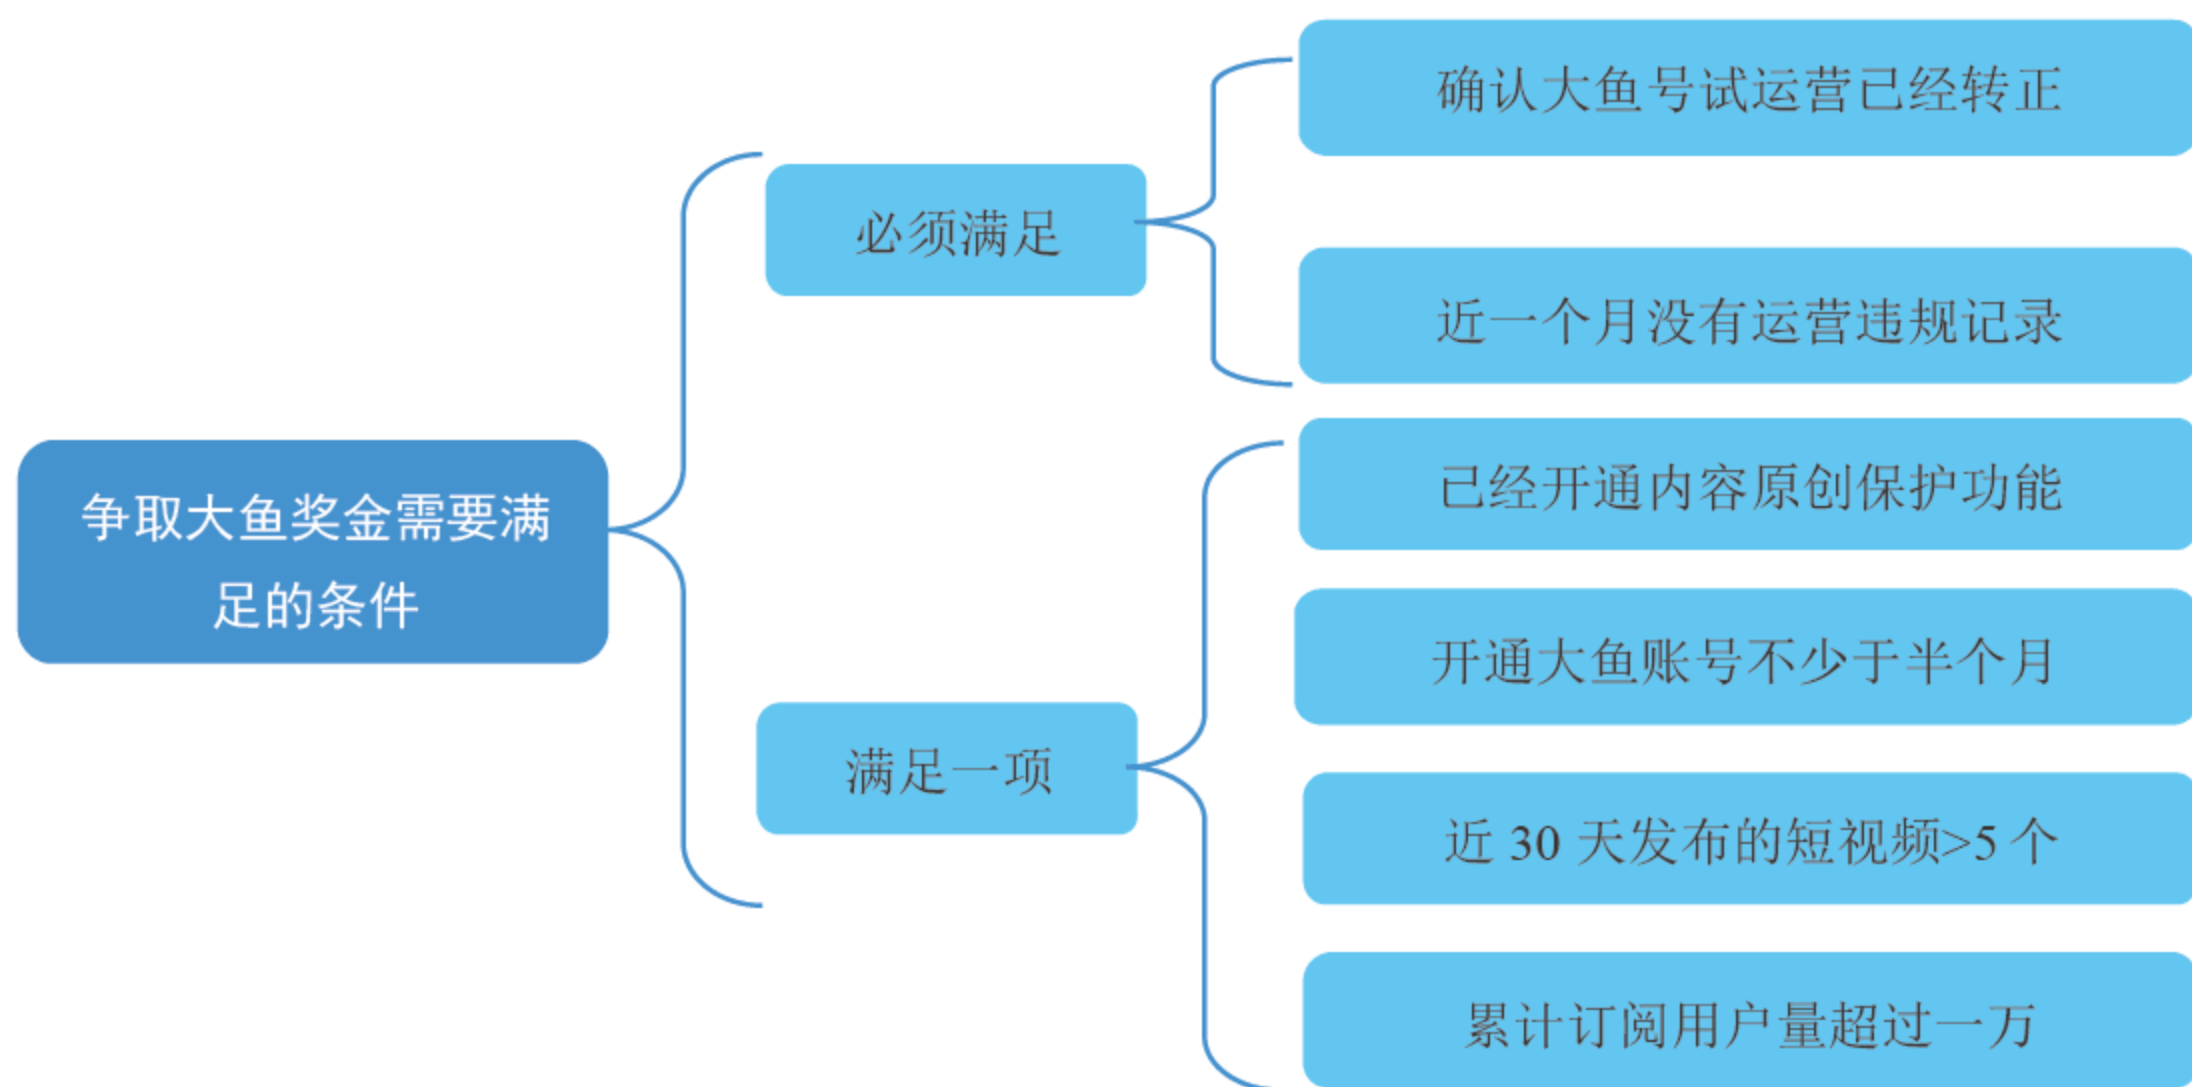 争取大鱼奖金需要满
足的条件
必须满足
确认大鱼号试运营已经转正
近一个月没有运营违规记录
满足一项
已经开通内容原创保护功能
开通大鱼账号不少于半个月
近 30 天发布的短视频>5 个
累计订阅用户量超过一万